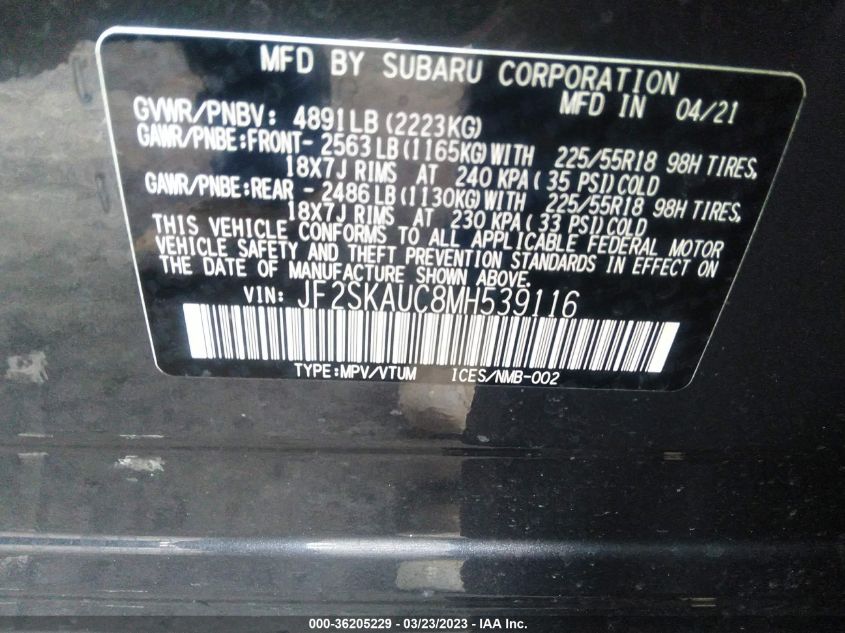 MFD BY SUBARU CORPORATION
GVWR/PNBV: 4891LB (2223KG) MFD IN 04/21
GAWR/PNBE:FRONT- 2563LB(1165KG)WITH 225/55R18 98H TIRES,
18X7J RIMS AT 240 KPA( 35 PSI)COLD
GAWR/PNBE:REAR - 2486LB(1130KG)WITH 225/55R18 98H TIRES,
18X7J RIMS AT 230 KPA( 33 PSI)COLD
THIS VEHICLE CONFORMS TO ALL APPLICABLE FEDERAL MOTOR
VEHICLE SAFETY AND THEFT PREVENTION STANDARDS IN EFFECT ON
THE DATE OF MANUFACTURE SHOWN ABOVE.
VIN: JF2SKAUC8MH539116
TYPE:MPV/VTUM ICES/NMB-002
000-36205229 - 03/23/2023 - IAA Inc.